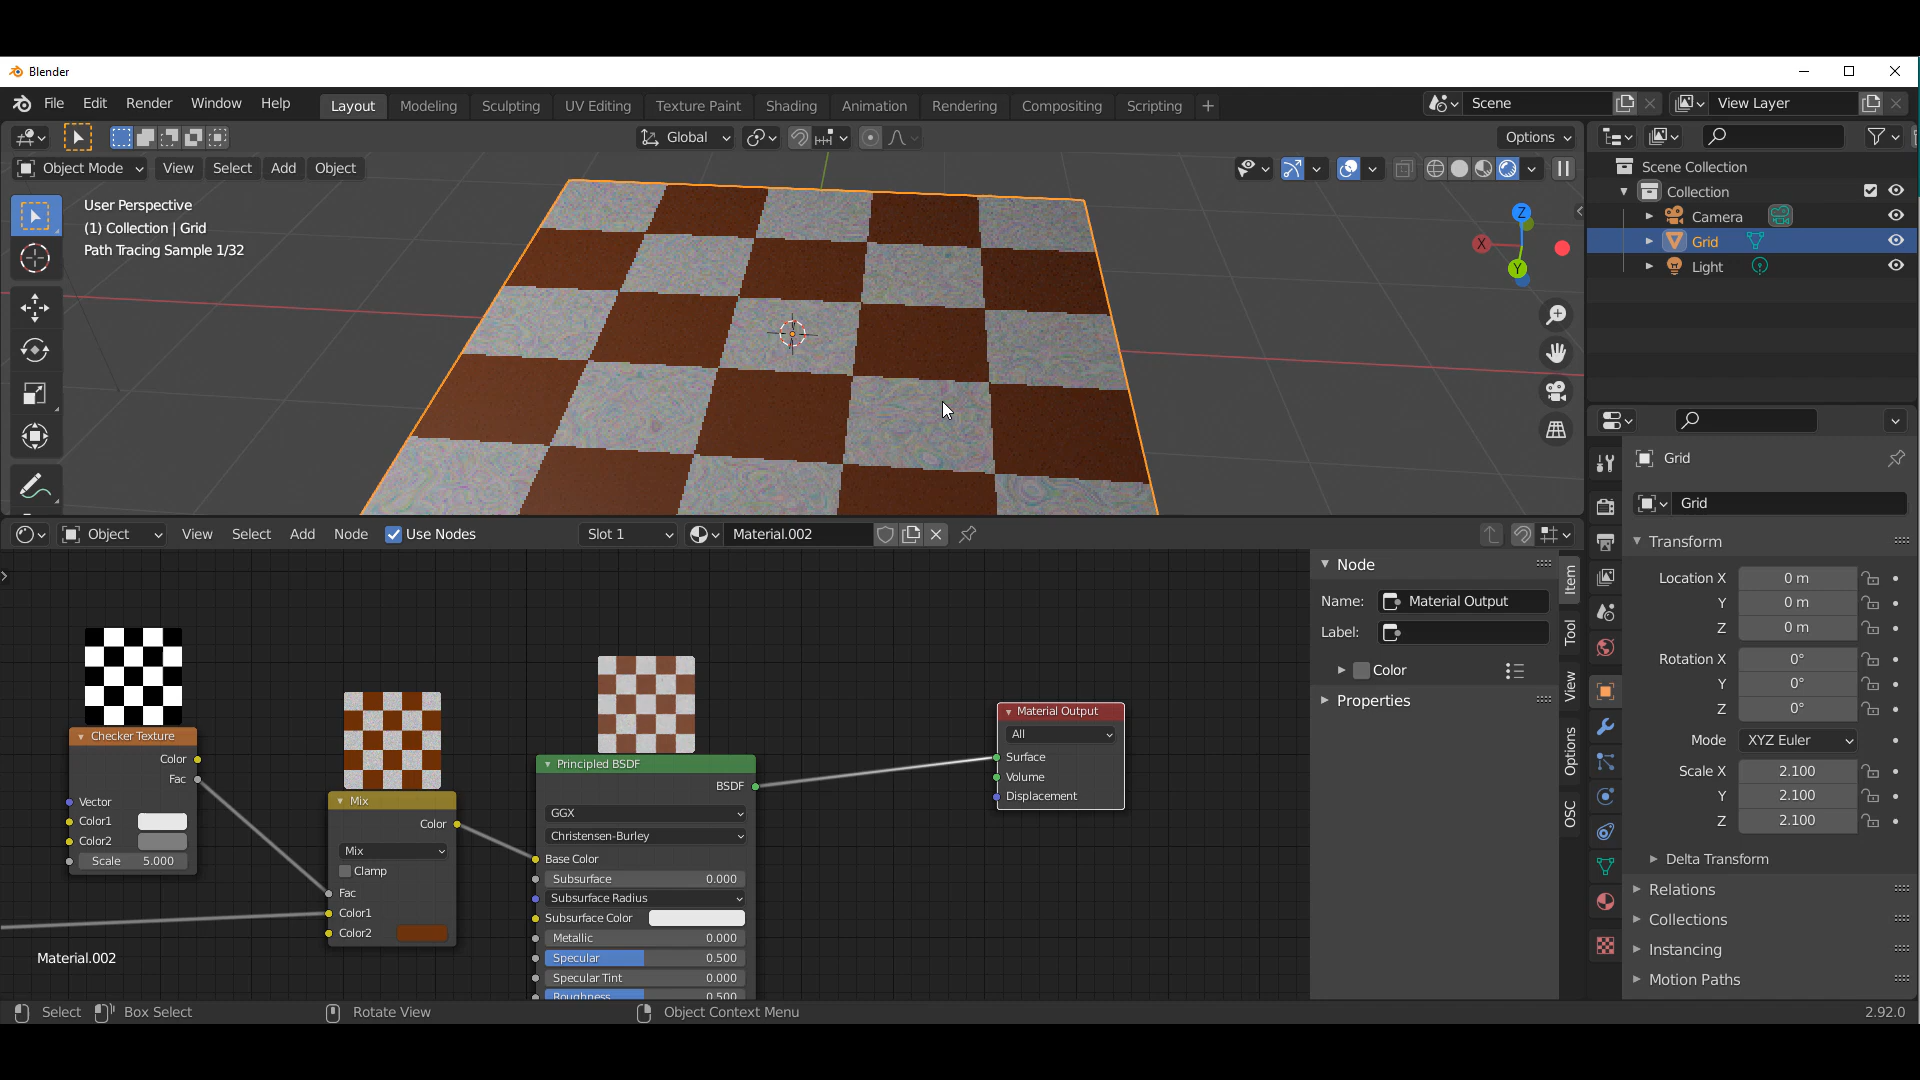 Blender
File Edit Render Window Help
Layout Modeling Sculpting UV Editing Texture Paint Shading Animation Rendering Compositing Scripting +
Scene
View Layer
Global
Options
Object Mode View Select Add Object
User Perspective
(1) Collection | Grid
Path Tracing Sample 1/32
Z
X
Y
Scene Collection
Collection
Camera
Grid
Light
Grid
Grid
Transform
Location X 0 m
Y 0 m
Z 0 m
Rotation X 0°
Y 0°
Z 0°
Mode XYZ Euler
Scale X 2.100
Y 2.100
Z 2.100
Delta Transform
Relations
Collections
Instancing
Motion Paths
Object View Select Add Node Use Nodes Slot 1 Material.002
Checker Texture
Color
Fac
Vector
Color1
Color2
Scale 5.000
Mix
Color
Mix
Clamp
Fac
Color1
Color2
Principled BSDF
BSDF
GGX
Christensen-Burley
Base Color
Subsurface 0.000
Subsurface Radius
Subsurface Color
Metallic 0.000
Specular 0.500
Specular Tint 0.000
Roughness 0.500
Material Output
All
Surface
Volume
Displacement
Material.002
Node
Name: Material Output
Label:
Color
Properties
Item
Tool
View
Options
OSC
Select Box Select Rotate View Object Context Menu 2.92.0